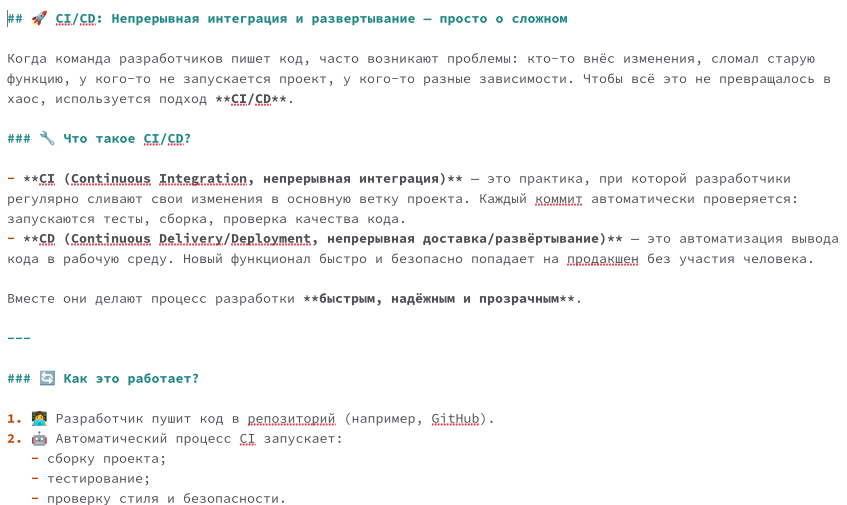 ## 🚀 CI/CD: Непрерывная интеграция и развертывание — просто о сложном
Когда команда разработчиков пишет код, часто возникают проблемы: кто-то внёс изменения, сломал старую
функцию, у кого-то не запускается проект, у кого-то разные зависимости. Чтобы всё это не превращалось в
хаос, используется подход **CI/CD**.
### 🔧 Что такое CI/CD?
- **CI (Continuous Integration, непрерывная интеграция)** — это практика, при которой разработчики
регулярно сливают свои изменения в основную ветку проекта. Каждый коммит автоматически проверяется:
запускаются тесты, сборка, проверка качества кода.
- **CD (Continuous Delivery/Deployment, непрерывная доставка/развёртывание)** — это автоматизация вывода
кода в рабочую среду. Новый функционал быстро и безопасно попадает на продакшен без участия человека.
Вместе они делают процесс разработки **быстрым, надёжным и прозрачным**.
---
### 🔄 Как это работает?
1. 🧑‍💻 Разработчик пушит код в репозиторий (например, GitHub).
2. 🤖 Автоматический процесс CI запускает:
- сборку проекта;
- тестирование;
- проверку стиля и безопасности.